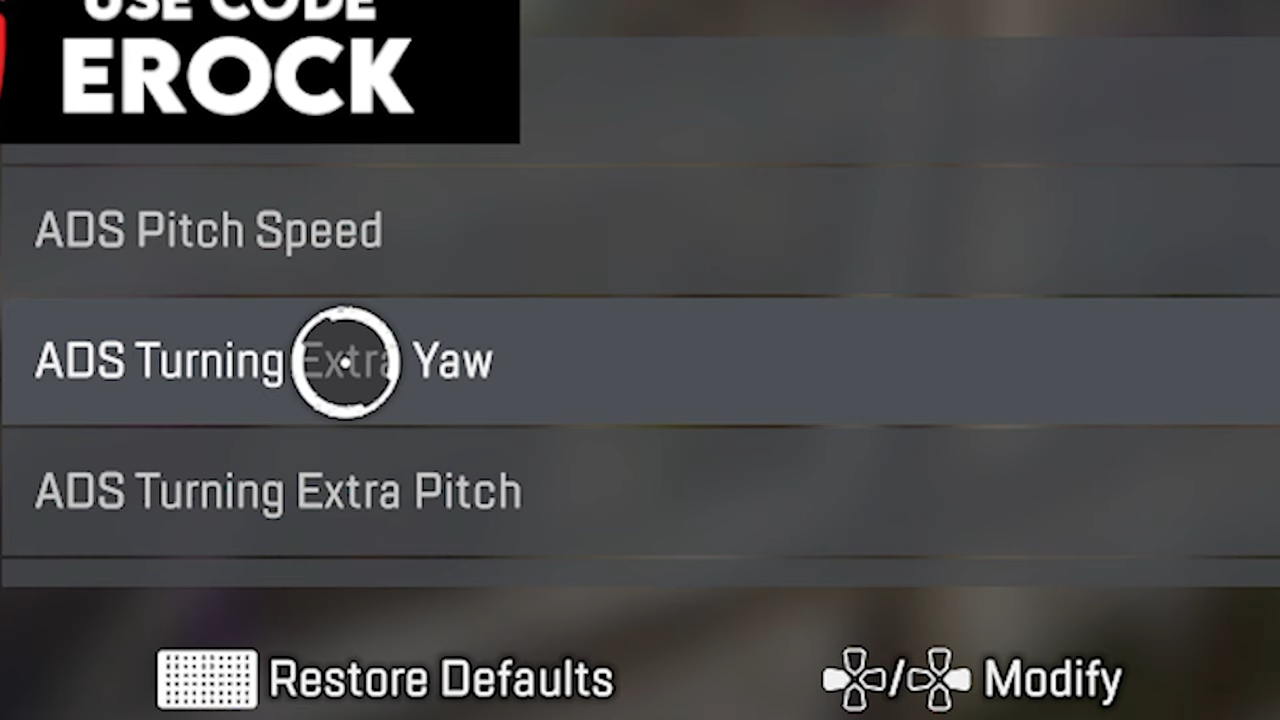 USE CODE
EROCK
ADS Pitch Speed
ADS Turning Extra Yaw
ADS Turning Extra Pitch
Restore Defaults
/ Modify